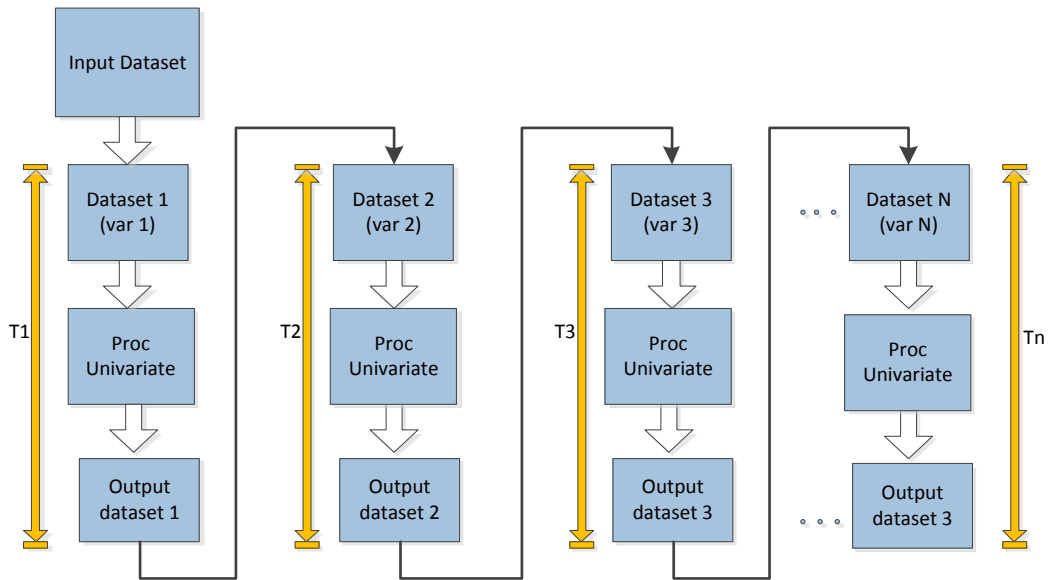 Input Dataset
T1
Dataset 1
(var 1)
Proc
Univariate
Output
dataset 1
T2
Dataset 2
(var 2)
Proc
Univariate
Output
dataset 2
T3
Dataset 3
(var 3)
Proc
Univariate
Output
dataset 3
. . .
Dataset N
(var N)
Proc
Univariate
. . .
Output
dataset 3
Tn